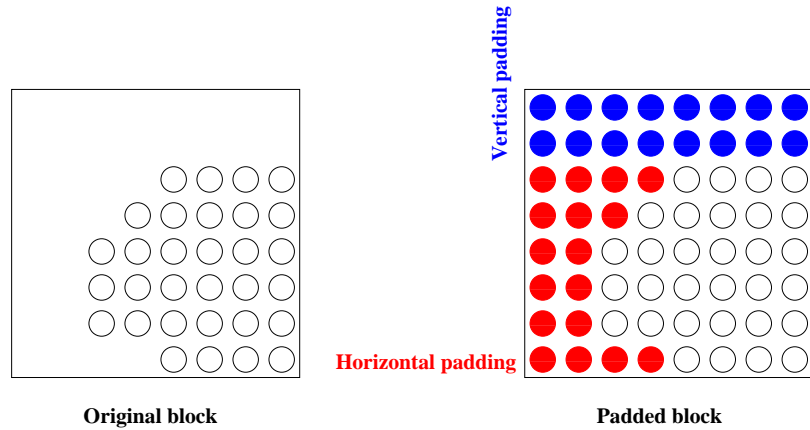 Vertical padding
Horizontal padding
Original block
Padded block